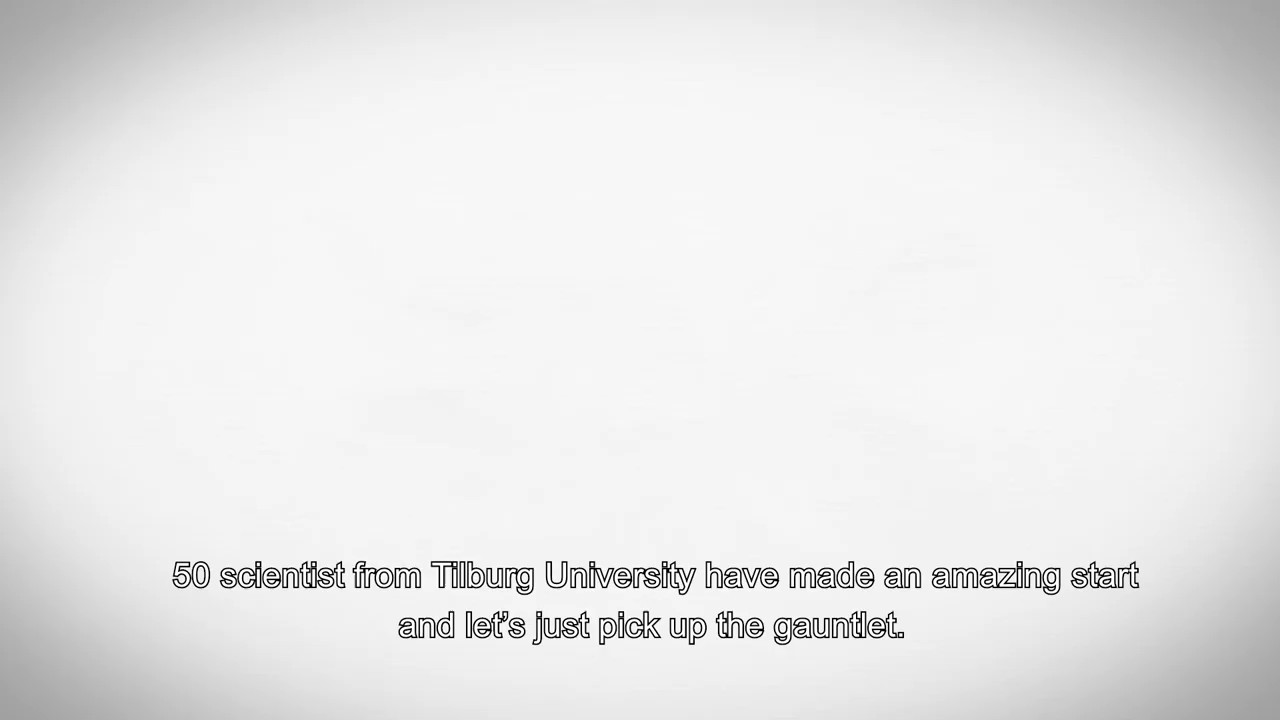 50 scientist from Tilburg University have made an amazing start
and let's just pick up the gauntlet.